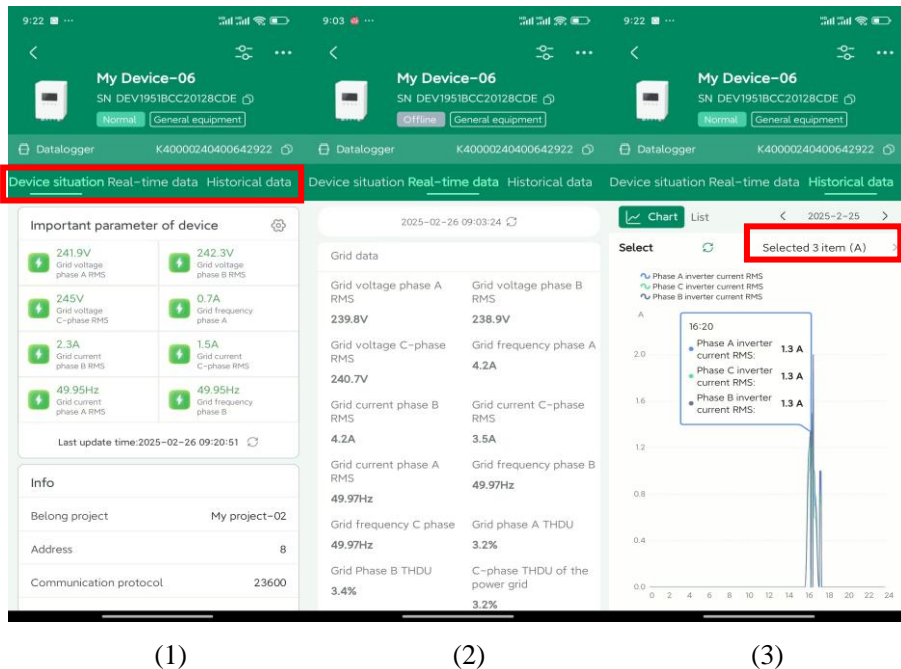 9:22
My Device-06
SN DEV1951BCC20128CDE
Normal General equipment
Datalogger K40000240400642922
Device situation Real-time data Historical data
Important parameter of device
241.9V
Grid voltage
phase A RMS
242.3V
Grid voltage
phase B RMS
245V
Grid voltage
C-phase RMS
0.7A
Grid frequency
phase A
2.3A
Grid current
phase B RMS
1.5A
Grid current
C-phase RMS
49.95Hz
Grid current
phase A RMS
49.95Hz
Grid frequency
phase B
Last update time:2025-02-26 09:20:51
Info
Belong project My project-02
Address 8
Communication protocol 23600
(1)
9:03
My Device-06
SN DEV1951BCC20128CDE
Offline General equipment
Datalogger K40000240400642922
Device situation Real-time data Historical data
2025-02-26 09:03:24
Grid data
Grid voltage phase A
RMS
239.8V
Grid voltage phase B
RMS
238.9V
Grid voltage C-phase
RMS
240.7V
Grid frequency phase A
4.2A
Grid current phase B
RMS
4.2A
Grid current C-phase
RMS
3.5A
Grid current phase A
RMS
49.97Hz
Grid frequency phase B
49.97Hz
Grid frequency C phase
49.97Hz
Grid phase A THDU
3.2%
Grid Phase B THDU
3.4%
C-phase THDU of the
power grid
3.2%
(2)
9:22
My Device-06
SN DEV1951BCC20128CDE
Normal General equipment
Datalogger K40000240400642922
Device situation Real-time data Historical data
Chart List < 2025-2-25 >
Select Selected 3 item (A) >
Phase A inverter current RMS
Phase C inverter current RMS
Phase B inverter current RMS
A
16:20
Phase A inverter
current RMS: 1.3 A
Phase C inverter
current RMS: 1.3 A
Phase B inverter
current RMS: 1.3 A
2.0
1.6
1.2
0.8
0.4
0.0
0 2 4 6 8 10 12 14 16 18 20 22 24
(3)